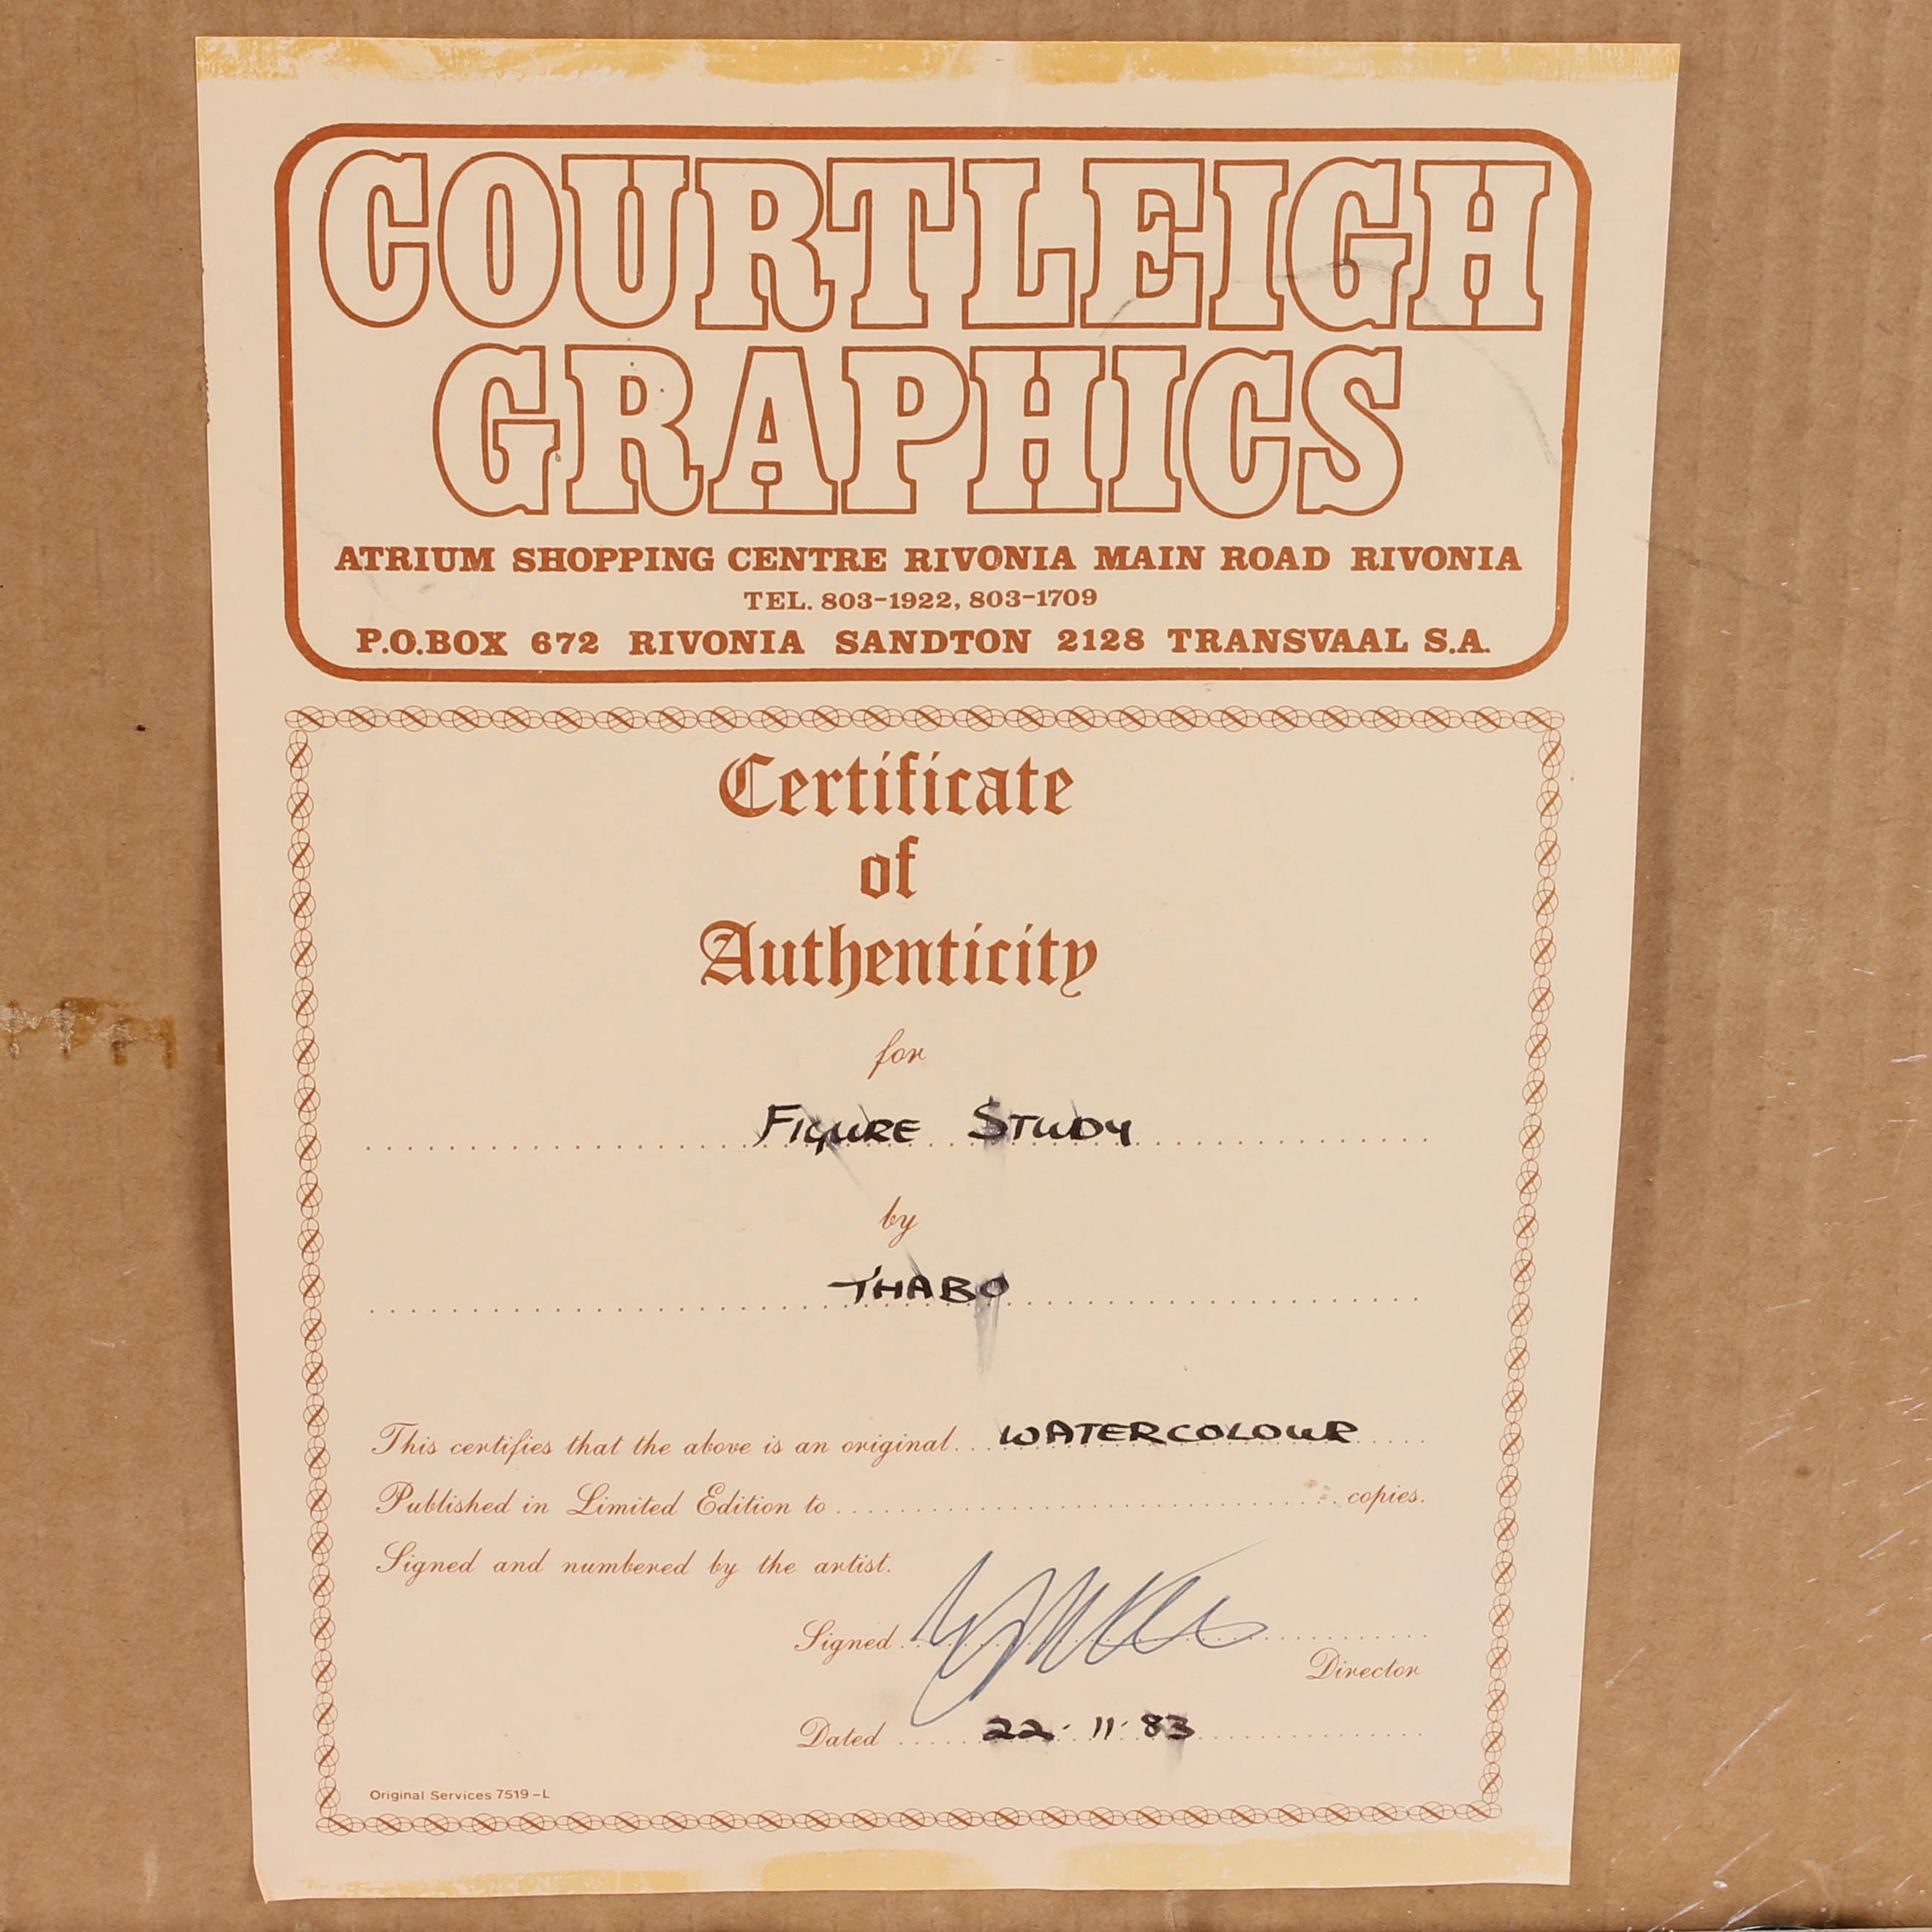 COURTLEIGH
GRAPHICS
ATRIUM SHOPPING CENTRE RIVONIA MAIN ROAD RIVONIA
TEL. 803-1922, 803-1709
P.O.BOX 672 RIVONIA SANDTON 2128 TRANSVAAL S.A.
Certificate
of
Authenticity
for
FIGURE STUDY
by
THABO
This certifies that the above is an original WATERCOLOUR
Published in Limited Edition to copies.
Signed and numbered by the artist.
Signed
Director
Dated 22·11·83
Original Services 7519-L